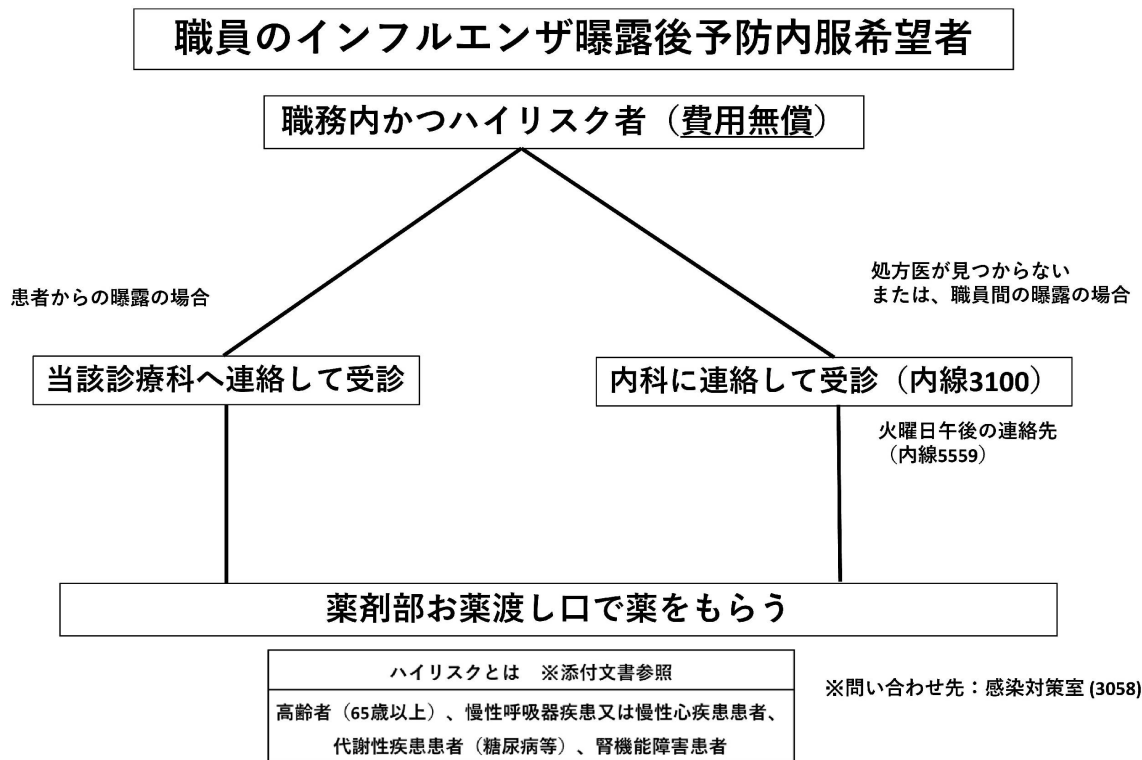 職員のインフルエンザ曝露後予防内服希望者
職務内かつハイリスク者（費用無償）
患者からの曝露の場合
処方医が見つからない
または、職員間の曝露の場合
当該診療科へ連絡して受診
内科に連絡して受診（内線3100）
火曜日午後の連絡先
（内線5559）
薬剤部お薬渡し口で薬をもらう
ハイリスクとは　※添付文書参照
高齢者（65歳以上）、慢性呼吸器疾患又は慢性心疾患患者、
代謝性疾患患者（糖尿病等）、腎機能障害患者
※問い合わせ先：感染対策室 (3058)